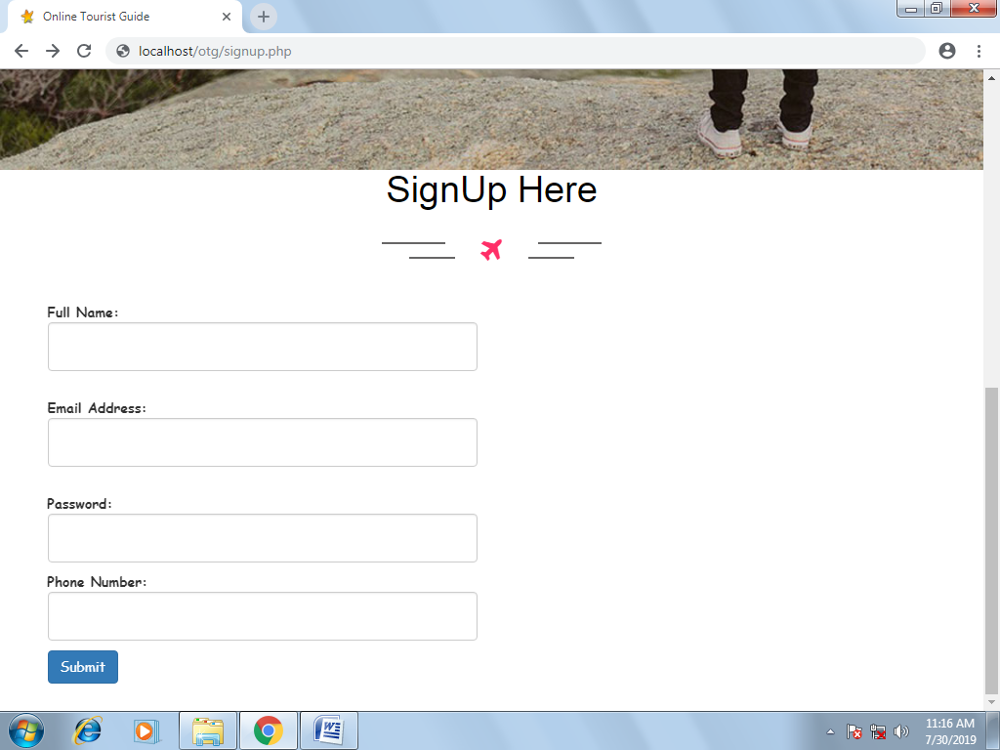 Online Tourist Guide
localhost/otg/signup.php
SignUp Here
Full Name:
Email Address:
Password:
Phone Number:
Submit
11:16 AM
7/30/2019